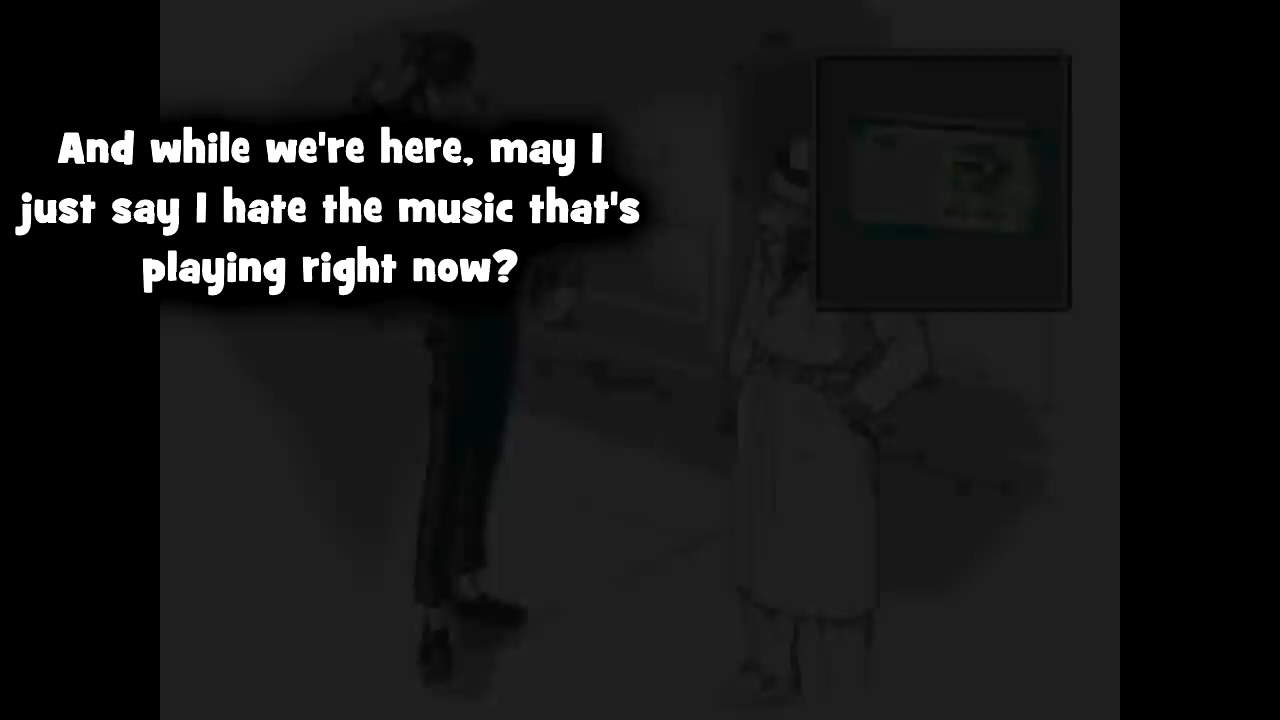 And while we're here, may I
just say I hate the music that's
playing right now?